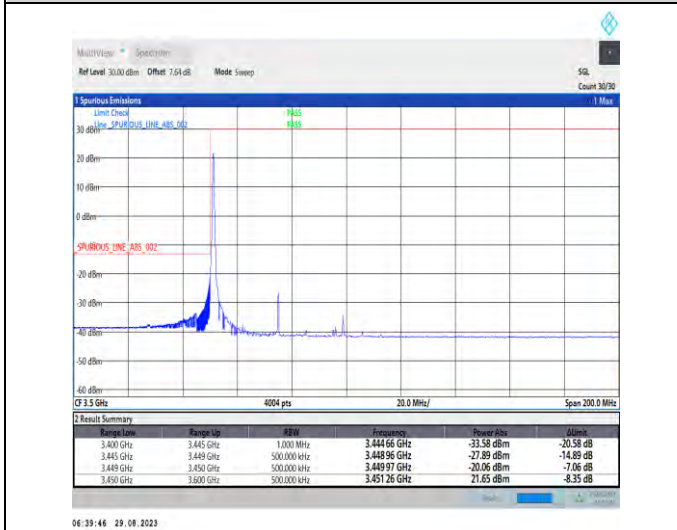 MultiView Spectrum
Ref Level 30.00 dBm Offset 7.64 dB Mode Sweep SGL
Count 30/30
1 Spurious Emissions 1 Max
Limit Check PASS
Line _SPURIOUS_LINE_ABS_002 PASS
30 dBm
20 dBm
10 dBm
0 dBm
_SPURIOUS_LINE_ABS_002
-20 dBm
-30 dBm
-40 dBm
-50 dBm
-60 dBm
CF 3.5 GHz 4004 pts 20.0 MHz/ Span 200.0 MHz
2 Result Summary
Range Low Range Up RBW Frequency Power Abs ΔLimit
3.400 GHz 3.445 GHz 1.000 MHz 3.444 66 GHz -33.58 dBm -20.58 dB
3.445 GHz 3.449 GHz 500.000 kHz 3.448 96 GHz -27.89 dBm -14.89 dB
3.449 GHz 3.450 GHz 500.000 kHz 3.449 97 GHz -20.06 dBm -7.06 dB
3.450 GHz 3.600 GHz 500.000 kHz 3.451 26 GHz 21.65 dBm -8.35 dB
06:39:46 29.08.2023